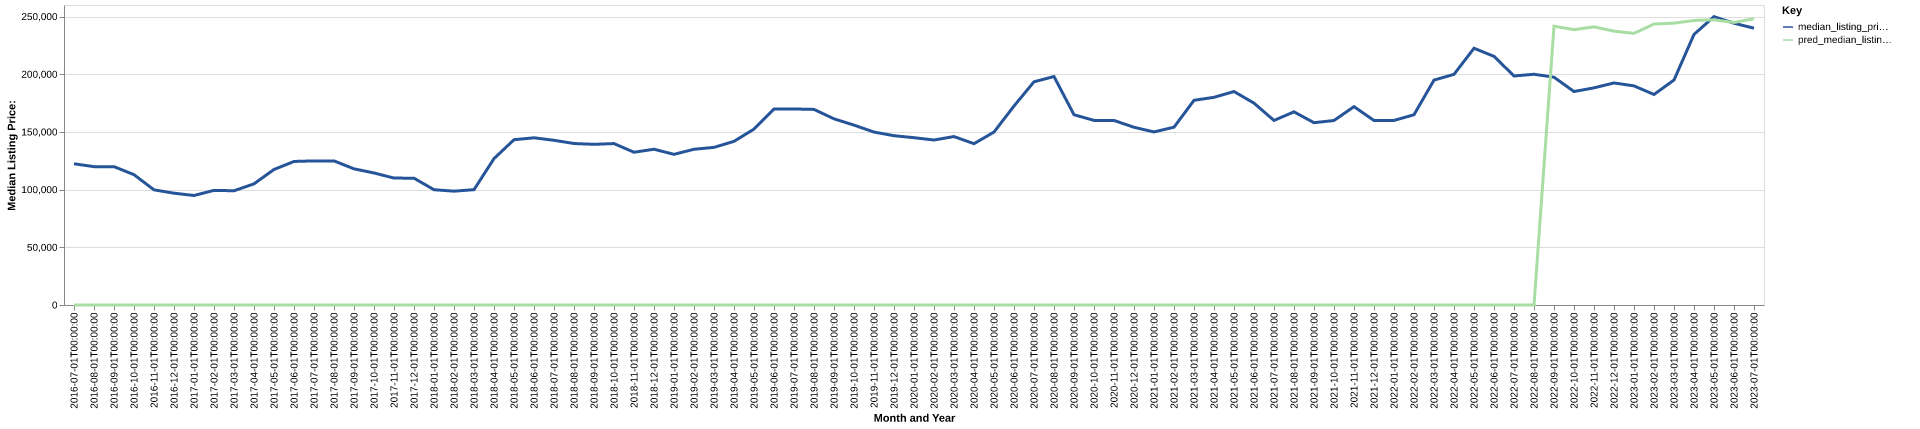 Key
median_listing_pri…
pred_median_listin…
Median Listing Price:
250,000
200,000
150,000
100,000
50,000
0
2016-07-01T00:00:00
2016-08-01T00:00:00
2016-09-01T00:00:00
2016-10-01T00:00:00
2016-11-01T00:00:00
2016-12-01T00:00:00
2017-01-01T00:00:00
2017-02-01T00:00:00
2017-03-01T00:00:00
2017-04-01T00:00:00
2017-05-01T00:00:00
2017-06-01T00:00:00
2017-07-01T00:00:00
2017-08-01T00:00:00
2017-09-01T00:00:00
2017-10-01T00:00:00
2017-11-01T00:00:00
2017-12-01T00:00:00
2018-01-01T00:00:00
2018-02-01T00:00:00
2018-03-01T00:00:00
2018-04-01T00:00:00
2018-05-01T00:00:00
2018-06-01T00:00:00
2018-07-01T00:00:00
2018-08-01T00:00:00
2018-09-01T00:00:00
2018-10-01T00:00:00
2018-11-01T00:00:00
2018-12-01T00:00:00
2019-01-01T00:00:00
2019-02-01T00:00:00
2019-03-01T00:00:00
2019-04-01T00:00:00
2019-05-01T00:00:00
2019-06-01T00:00:00
2019-07-01T00:00:00
2019-08-01T00:00:00
2019-09-01T00:00:00
2019-10-01T00:00:00
2019-11-01T00:00:00
2019-12-01T00:00:00
2020-01-01T00:00:00
2020-02-01T00:00:00
2020-03-01T00:00:00
2020-04-01T00:00:00
2020-05-01T00:00:00
2020-06-01T00:00:00
2020-07-01T00:00:00
2020-08-01T00:00:00
2020-09-01T00:00:00
2020-10-01T00:00:00
2020-11-01T00:00:00
2020-12-01T00:00:00
2021-01-01T00:00:00
2021-02-01T00:00:00
2021-03-01T00:00:00
2021-04-01T00:00:00
2021-05-01T00:00:00
2021-06-01T00:00:00
2021-07-01T00:00:00
2021-08-01T00:00:00
2021-09-01T00:00:00
2021-10-01T00:00:00
2021-11-01T00:00:00
2021-12-01T00:00:00
2022-01-01T00:00:00
2022-02-01T00:00:00
2022-03-01T00:00:00
2022-04-01T00:00:00
2022-05-01T00:00:00
2022-06-01T00:00:00
2022-07-01T00:00:00
2022-08-01T00:00:00
2022-09-01T00:00:00
2022-10-01T00:00:00
2022-11-01T00:00:00
2022-12-01T00:00:00
2023-01-01T00:00:00
2023-02-01T00:00:00
2023-03-01T00:00:00
2023-04-01T00:00:00
2023-05-01T00:00:00
2023-06-01T00:00:00
2023-07-01T00:00:00
Month and Year